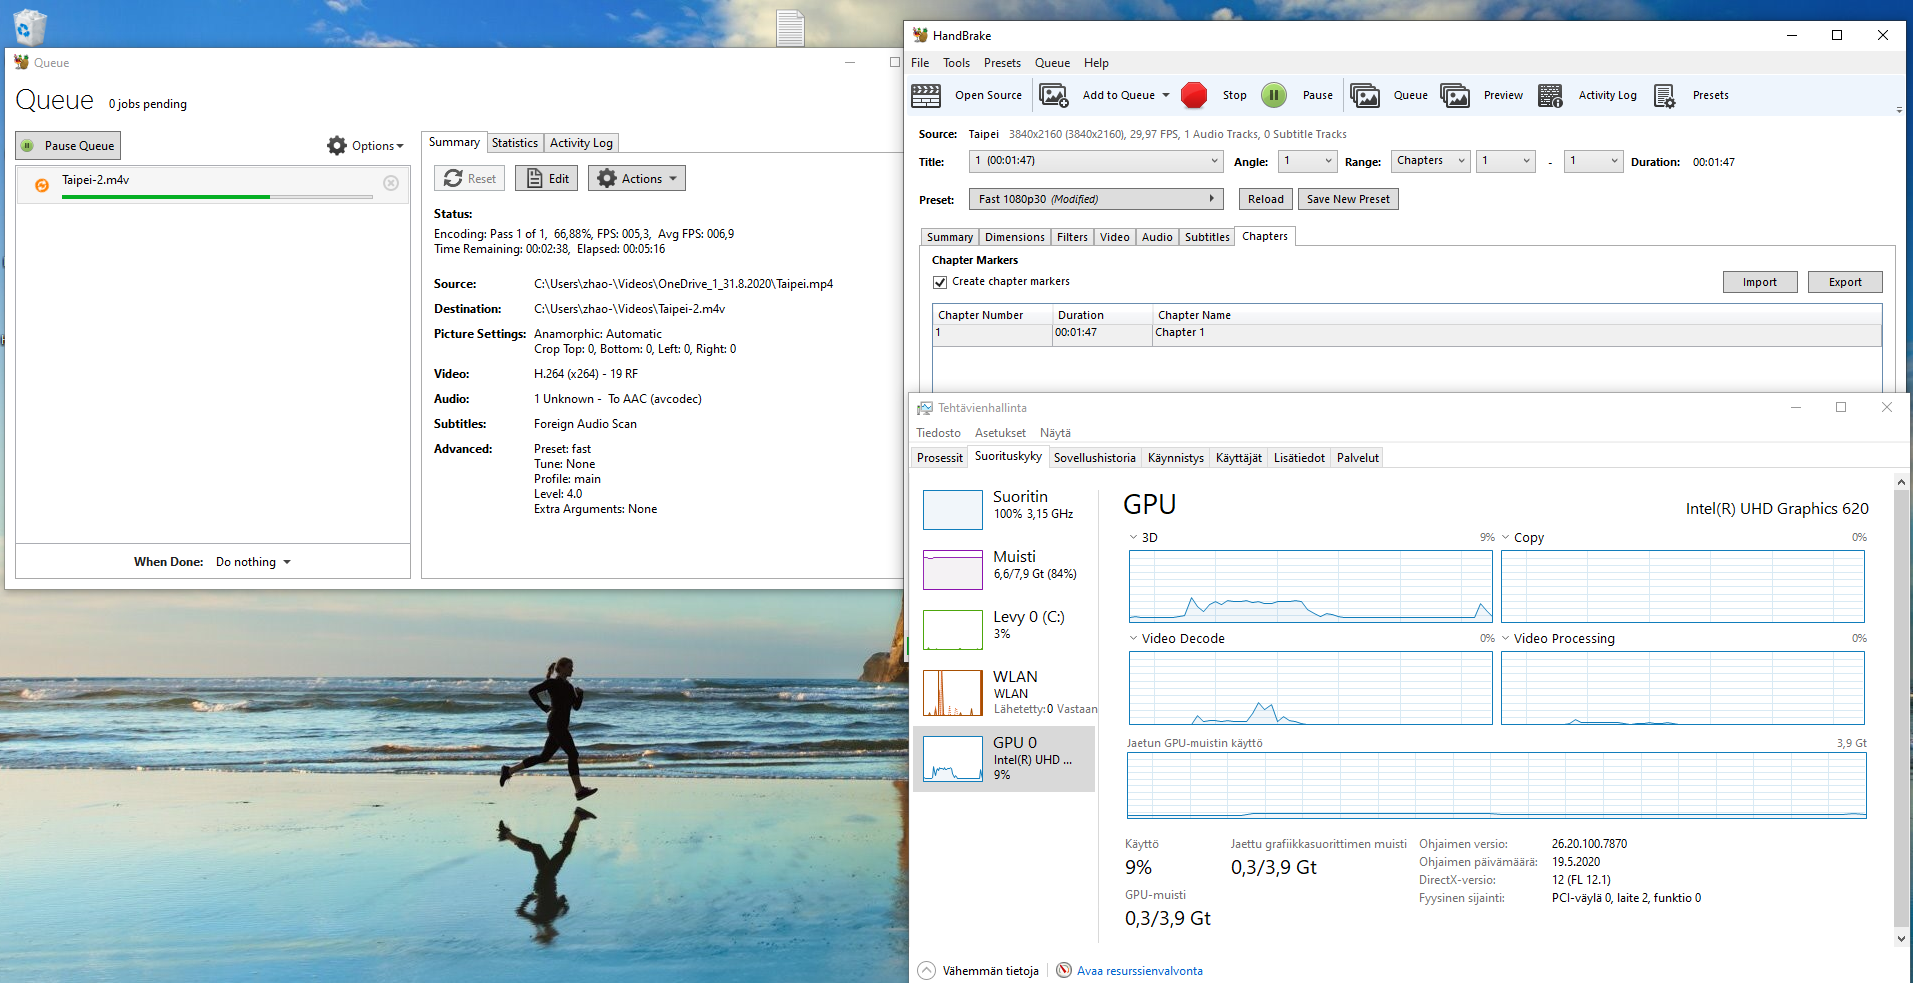 Queue
Queue 0 jobs pending
Pause Queue
Options
Taipei-2.m4v
When Done: Do nothing
Summary Statistics Activity Log
Reset Edit Actions
Status:
Encoding: Pass 1 of 1, 66,88%, FPS: 005,3, Avg FPS: 006,9
Time Remaining: 00:02:38, Elapsed: 00:05:16
Source: C:\Users\zhao-\Videos\OneDrive_1_31.8.2020\Taipei.mp4
Destination: C:\Users\zhao-\Videos\Taipei-2.m4v
Picture Settings: Anamorphic: Automatic
Crop Top: 0, Bottom: 0, Left: 0, Right: 0
Video: H.264 (x264) - 19 RF
Audio: 1 Unknown - To AAC (avcodec)
Subtitles: Foreign Audio Scan
Advanced: Preset: fast
Tune: None
Profile: main
Level: 4.0
Extra Arguments: None
HandBrake
File Tools Presets Queue Help
Open Source Add to Queue Stop Pause Queue Preview Activity Log Presets
Source: Taipei 3840x2160 (3840x2160), 29,97 FPS, 1 Audio Tracks, 0 Subtitle Tracks
Title: 1 (00:01:47) Angle: 1 Range: Chapters 1 - 1 Duration: 00:01:47
Preset: Fast 1080p30 (Modified) Reload Save New Preset
Summary Dimensions Filters Video Audio Subtitles Chapters
Chapter Markers
Create chapter markers Import Export
Chapter Number Duration Chapter Name
1 00:01:47 Chapter 1
Tehtävienhallinta
Tiedosto Asetukset Näytä
Prosessit Suorituskyky Sovellushistoria Käynnistys Käyttäjät Lisätiedot Palvelut
Suoritin
100% 3,15 GHz
Muisti
6,6/7,9 Gt (84%)
Levy 0 (C:)
3%
WLAN
WLAN
Lähetetty: 0 Vastaan
GPU 0
Intel(R) UHD ...
9%
GPU Intel(R) UHD Graphics 620
3D 9% Copy 0%
Video Decode 0% Video Processing 0%
Jaetun GPU-muistin käyttö 3,9 Gt
Käyttö
9%
Jaettu grafiikkasuorittimen muisti
0,3/3,9 Gt
GPU-muisti
0,3/3,9 Gt
Ohjaimen versio: 26.20.100.7870
Ohjaimen päivämäärä: 19.5.2020
DirectX-versio: 12 (FL 12.1)
Fyysinen sijainti: PCI-väylä 0, laite 2, funktio 0
Vähemmän tietoja Avaa resurssienvalvonta